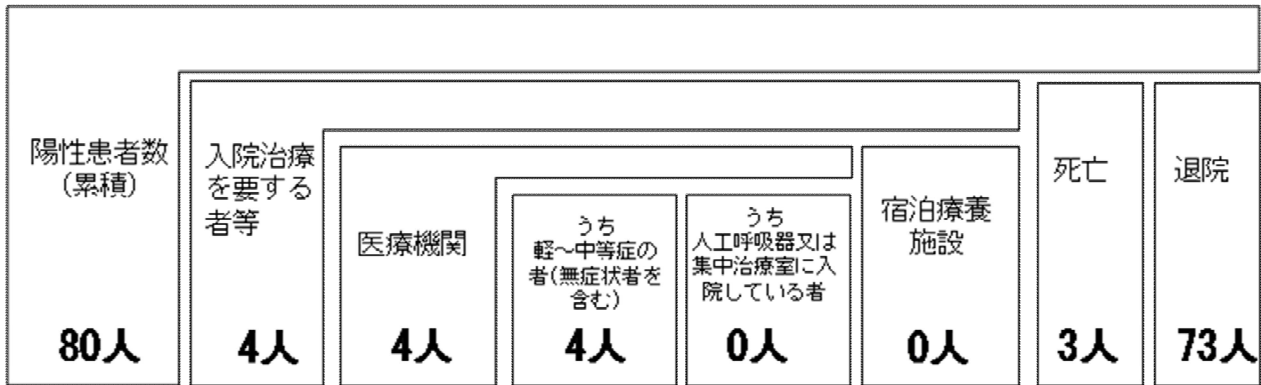 陽性患者数
(累積)
80人
入院治療
を要する
者等
4人
医療機関
4人
うち
軽～中等症の
者(無症状者を
含む)
4人
うち
人工呼吸器又は
集中治療室に入
院している者
0人
宿泊療養
施設
0人
死亡
3人
退院
73人